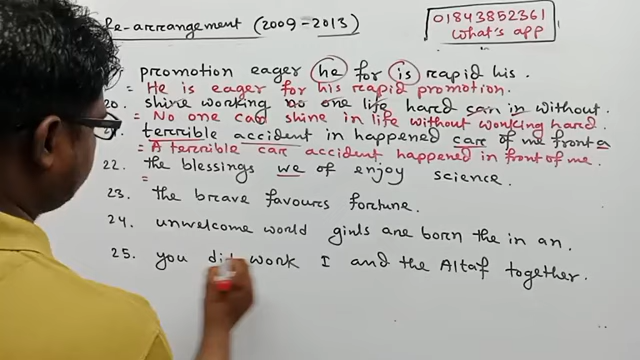 Re-arrangement (2009-2013)
01843852361
what's app
promotion eager he for is rapid his.
= He is eager for his rapid promotion.
20. shine working no one life hard can in without.
= No one can shine in life without working hard.
terrible accident in happened car of me front a
= A terrible car accident happened in front of me.
22. the blessings we of enjoy science.
=
23. the brave favours fortune.
24. unwelcome world girls are born the in an.
25. you did work I and the Altaf together.